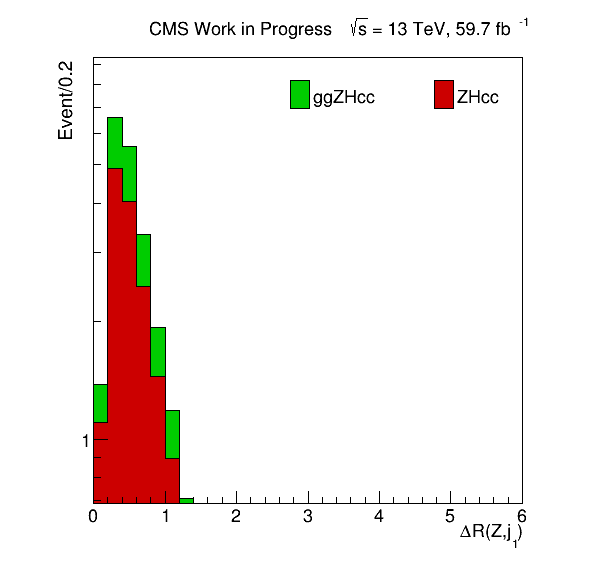 CMS Work in Progress √s = 13 TeV, 59.7 fb⁻¹
Event/0.2
ggZHcc ZHcc
1
0 1 2 3 4 5 6
ΔR(Z,j₁)